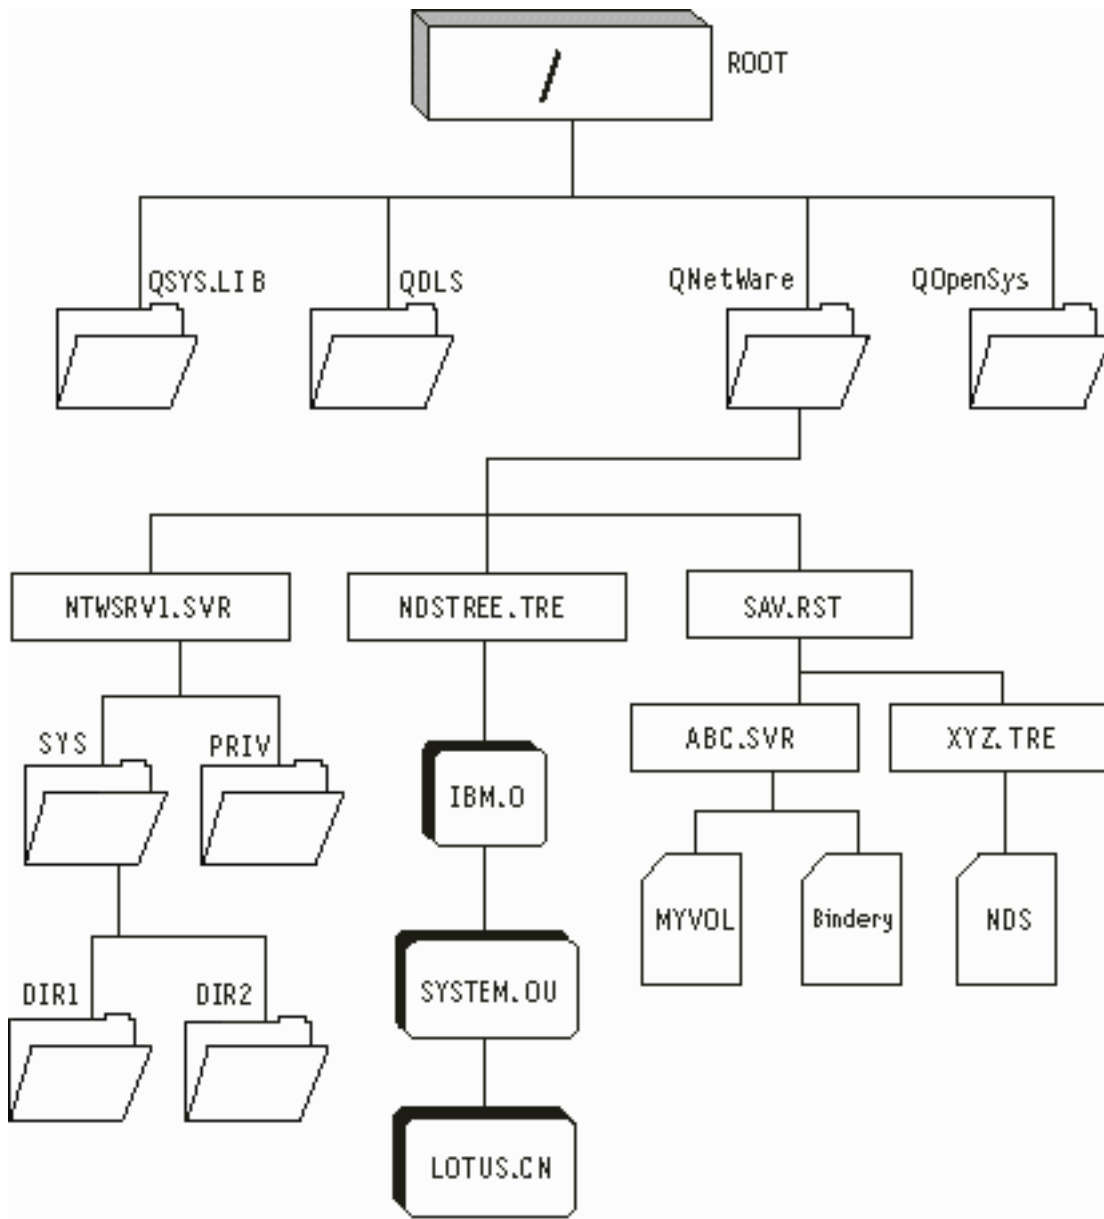 /
ROOT
QSYS.LIB
QDLS
QNetWare
QOpenSys
NTWSRV1.SVR
NDSTREE.TRE
SAV.RST
ABC.SVR
XYZ.TRE
SYS
PRIV
IBM.O
MYVOL
Bindery
NDS
DIR1
DIR2
SYSTEM.OU
LOTUS.CN